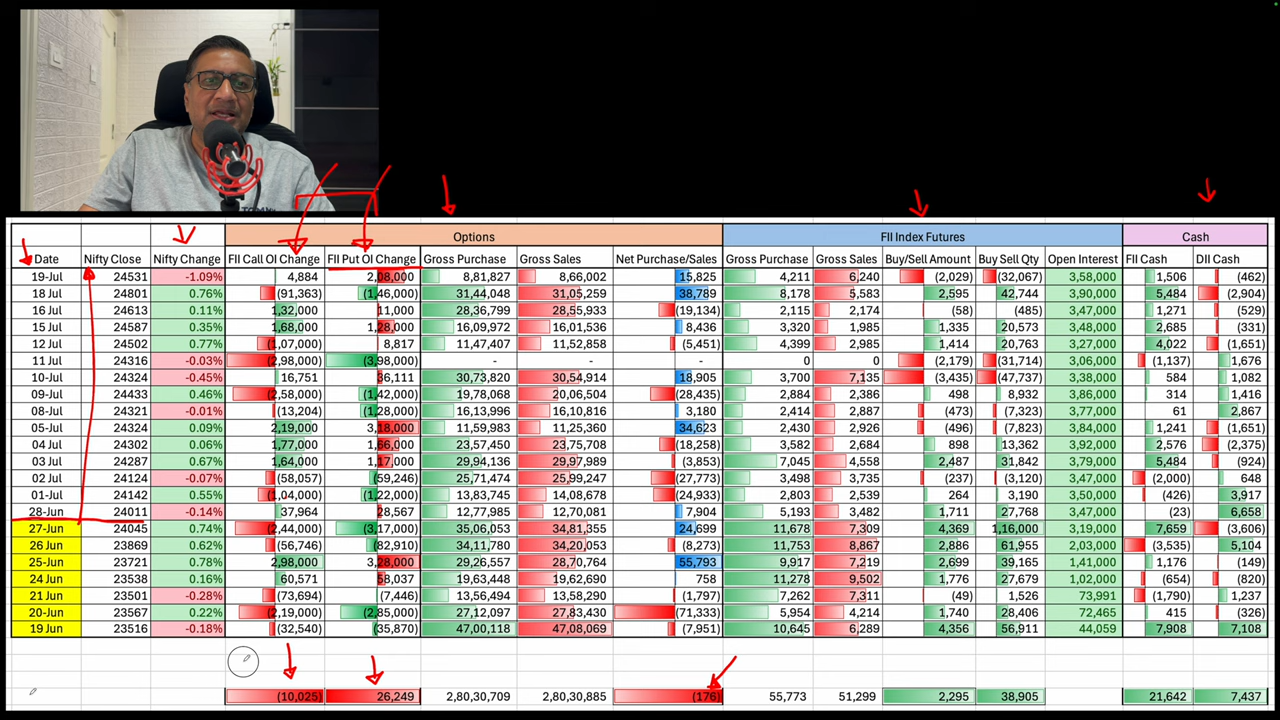 TOMMY
Options FII Index Futures Cash
Date Nifty Close Nifty Change FII Call OI Change FII Put OI Change Gross Purchase Gross Sales Net Purchase/Sales Gross Purchase Gross Sales Buy/Sell Amount Buy Sell Qty Open Interest FII Cash DII Cash
19-Jul 24531 -1.09% 4,884 2,08,000 8,81,827 8,66,002 15,825 4,211 6,240 (2,029) (32,067) 3,58,000 1,506 (462)
18 Jul 24801 0.76% (91,363) (1,46,000) 31,44,048 31,05,259 38,789 8,178 5,583 2,595 42,744 3,90,000 5,484 (2,904)
16 Jul 24613 0.11% 1,32,000 11,000 28,36,799 28,55,933 (19,134) 2,115 2,174 (58) (485) 3,47,000 1,271 (529)
15 Jul 24587 0.35% 1,68,000 1,28,000 16,09,972 16,01,536 8,436 3,320 1,985 1,335 20,573 3,48,000 2,685 (331)
12 Jul 24502 0.77% (1,07,000) 8,817 11,47,407 11,52,858 (5,451) 4,399 2,985 1,414 20,763 3,27,000 4,022 (1,651)
11 Jul 24316 -0.03% (2,98,000) (3,98,000) - - - 0 0 (2,179) (31,714) 3,06,000 (1,137) 1,676
10-Jul 24324 -0.45% 16,751 36,111 30,73,820 30,54,914 18,905 3,700 7,135 (3,435) (47,737) 3,38,000 584 1,082
09-Jul 24433 0.46% (2,58,000) (1,42,000) 19,78,068 20,06,504 (28,435) 2,884 2,386 498 8,932 3,86,000 314 1,416
08-Jul 24321 -0.01% (13,204) (1,28,000) 16,13,996 16,10,816 3,180 2,414 2,887 (473) (7,323) 3,77,000 61 2,867
05-Jul 24324 0.09% 2,19,000 3,18,000 11,59,983 11,25,360 34,623 2,430 2,926 (496) (7,823) 3,84,000 1,241 (1,651)
04 Jul 24302 0.06% 1,77,000 1,66,000 23,57,450 23,75,708 (18,258) 3,582 2,684 898 13,362 3,92,000 2,576 (2,375)
03 Jul 24287 0.67% 1,64,000 1,17,000 29,94,136 29,97,989 (3,853) 7,045 4,558 2,487 31,842 3,79,000 5,484 (924)
02 Jul 24124 -0.07% (58,057) (59,246) 25,71,474 25,99,247 (27,773) 3,498 3,735 (237) (3,120) 3,47,000 (2,000) 648
01-Jul 24142 0.55% (1,04,000) (1,22,000) 13,83,745 14,08,678 (24,933) 2,803 2,539 264 3,190 3,50,000 (426) 3,917
28-Jun 24011 -0.14% 37,964 28,567 12,77,985 12,70,081 7,904 5,193 3,482 1,711 27,768 3,47,000 (23) 6,658
27-Jun 24045 0.74% (2,44,000) (3,17,000) 35,06,053 34,81,355 24,699 11,678 7,309 4,369 1,16,000 3,19,000 7,659 (3,606)
26 Jun 23869 0.62% (56,746) (82,910) 34,11,780 34,20,053 (8,273) 11,753 8,867 2,886 61,955 2,03,000 (3,535) 5,104
25-Jun 23721 0.78% 2,98,000 3,28,000 29,26,557 28,70,764 55,793 9,917 7,219 2,699 39,165 1,41,000 1,176 (149)
24 Jun 23538 0.16% 60,571 58,037 19,63,448 19,62,690 758 11,278 9,502 1,776 27,679 1,02,000 (654) (820)
21 Jun 23501 -0.28% (73,694) (7,446) 13,56,494 13,58,290 (1,797) 7,262 7,311 (49) 1,526 73,991 (1,790) 1,237
20-Jun 23567 0.22% (2,19,000) (2,85,000) 27,12,097 27,83,430 (71,333) 5,954 4,214 1,740 28,406 72,465 415 (326)
19 Jun 23516 -0.18% (32,540) (35,870) 47,00,118 47,08,069 (7,951) 10,645 6,289 4,356 56,911 44,059 7,908 7,108
(10,025) 26,249 2,80,30,709 2,80,30,885 (176) 55,773 51,299 2,295 38,905 21,642 7,437